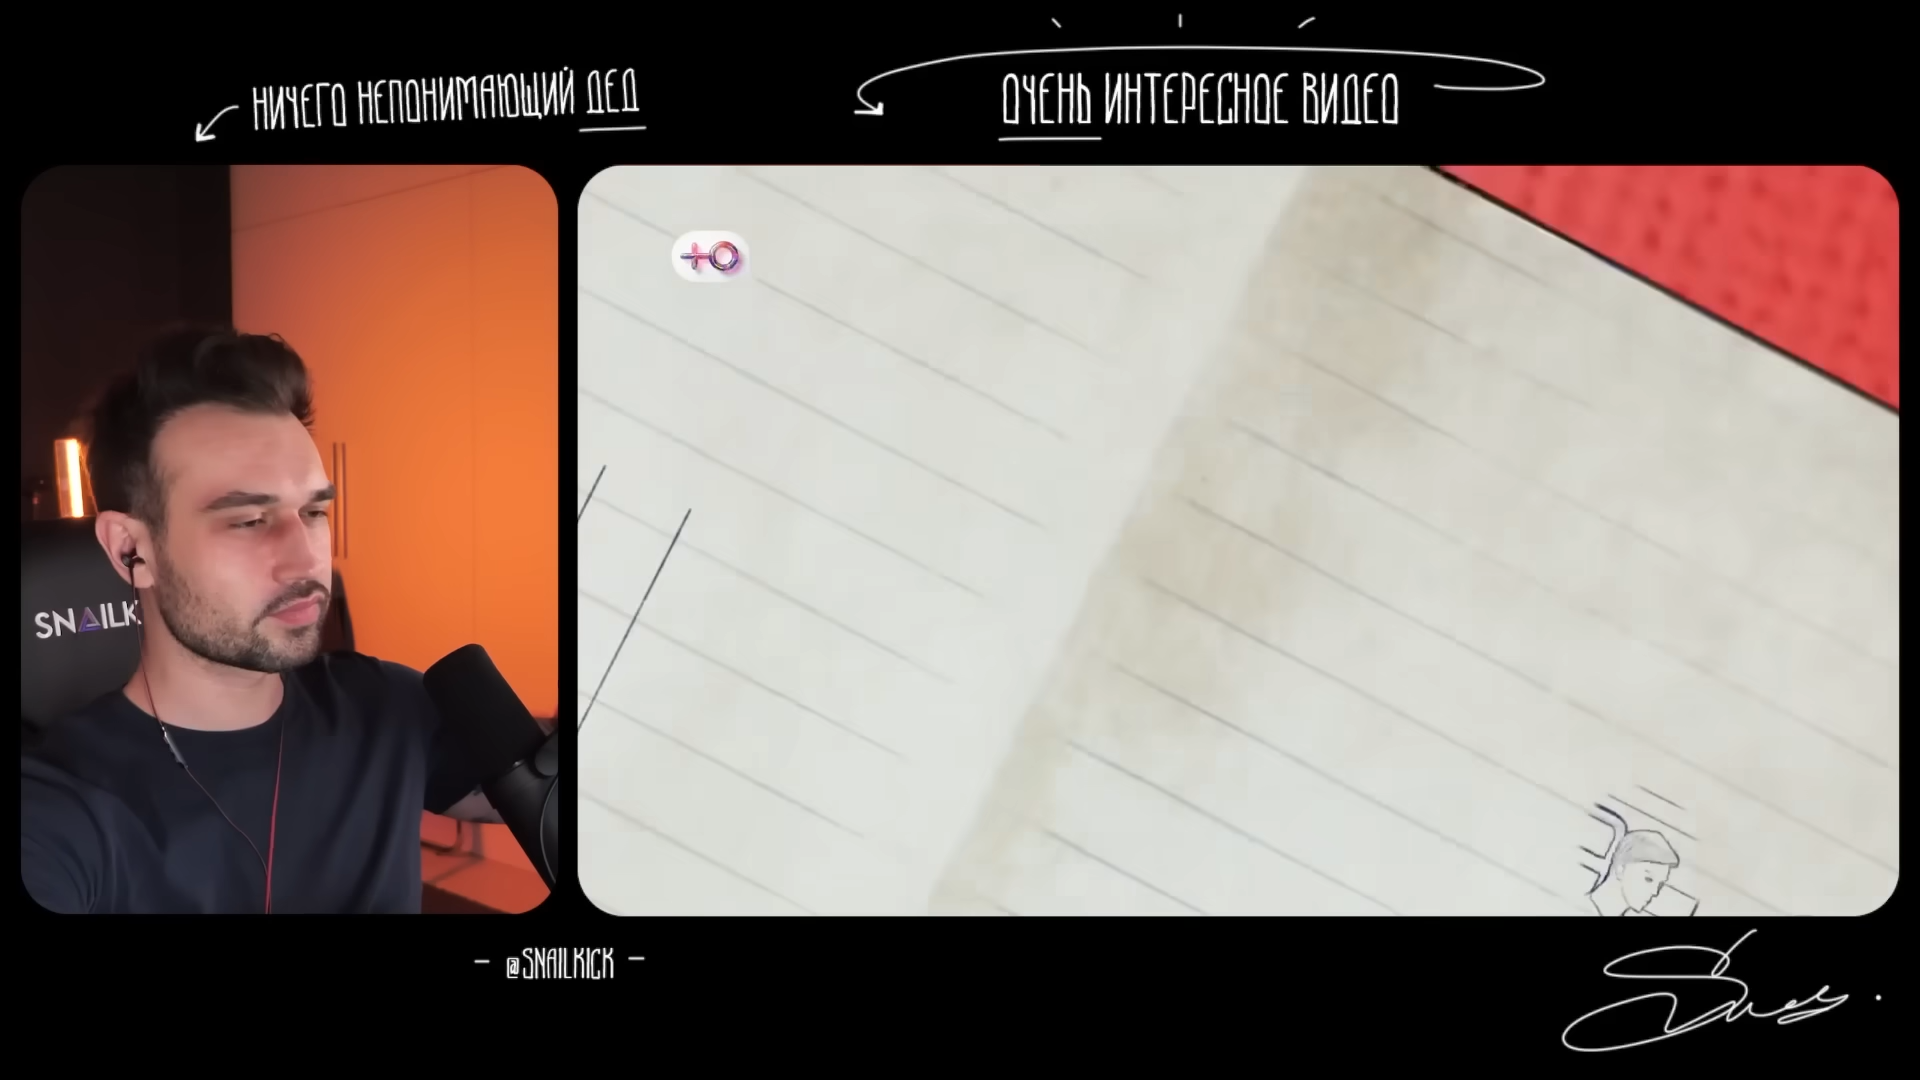 НИЧЕГО НЕПОНИМАЮЩИЙ ДЕД
ОЧЕНЬ ИНТЕРЕСНОЕ ВИДЕО
SNAILK
- @SNAILKICK -